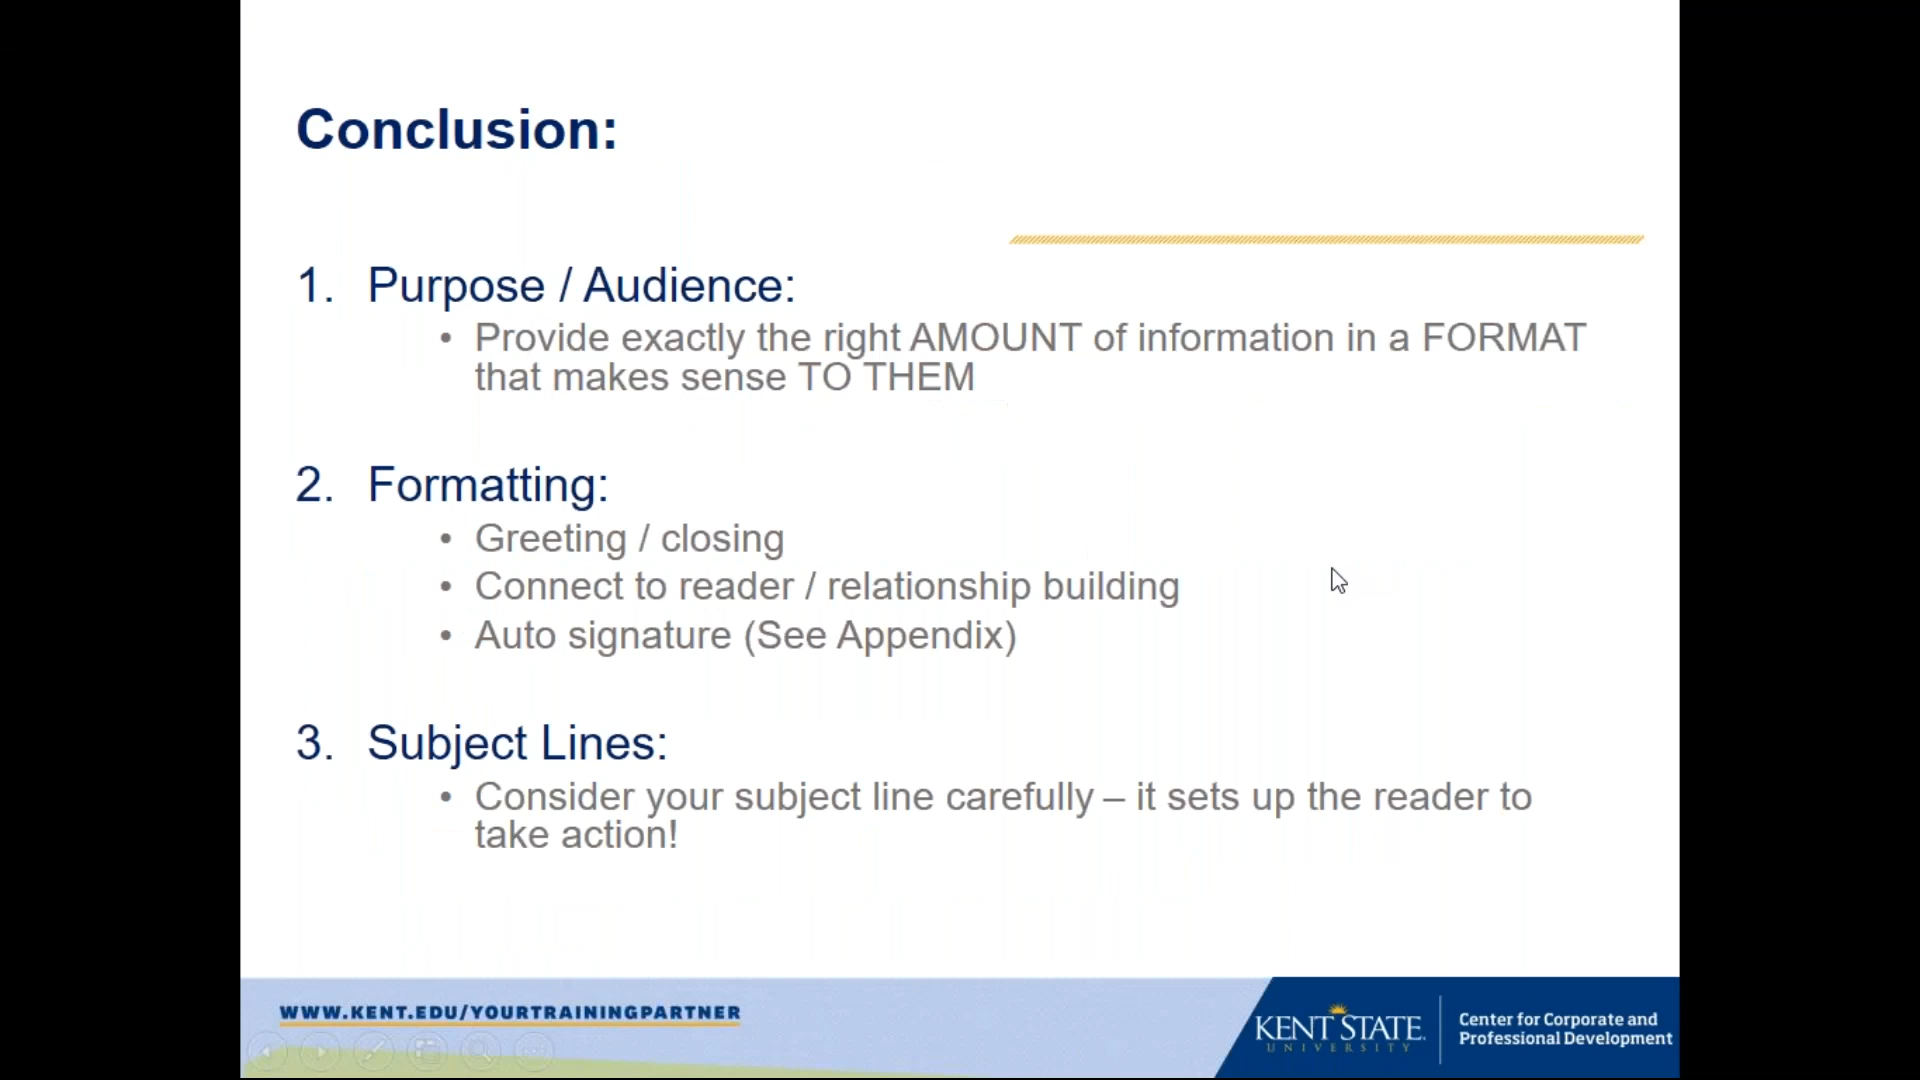 Conclusion:
1. Purpose / Audience:
• Provide exactly the right AMOUNT of information in a FORMAT
that makes sense TO THEM
2. Formatting:
• Greeting / closing
• Connect to reader / relationship building
• Auto signature (See Appendix)
3. Subject Lines:
• Consider your subject line carefully – it sets up the reader to
take action!
WWW.KENT.EDU/YOURTRAININGPARTNER
KENT STATE.
UNIVERSITY
Center for Corporate and
Professional Development